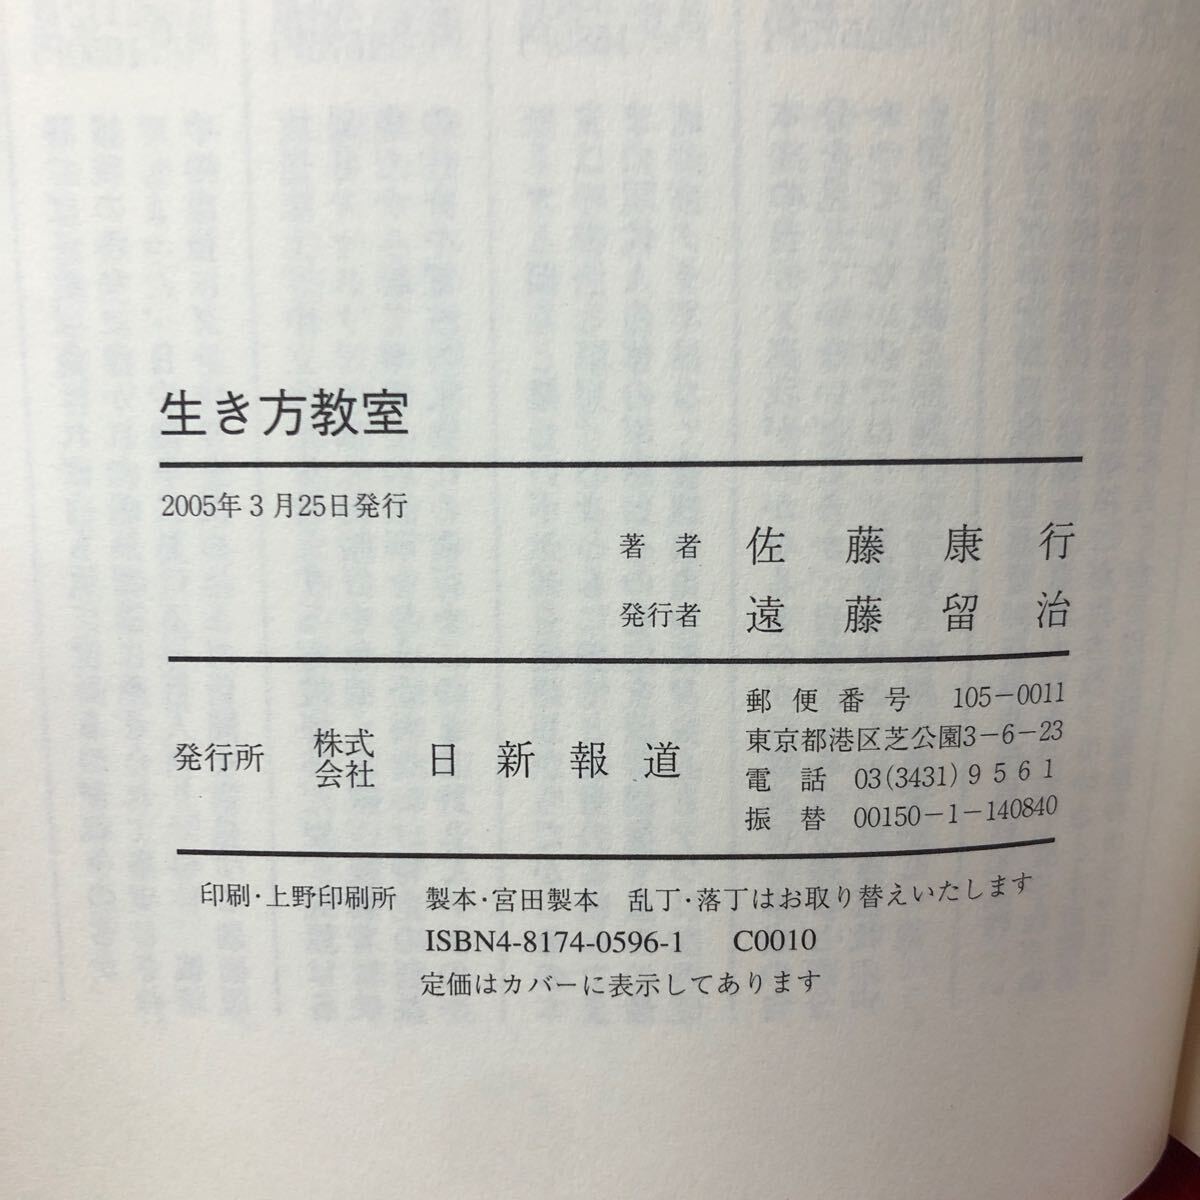 生き方教室
2005年3月25日発行
著者 佐藤康行
発行者 遠藤留治
発行所 株式会社 日新報道
郵便番号 105-0011
東京都港区芝公園3-6-23
電話 03(3431)9561
振替 00150-1-140840
印刷・上野印刷所 製本・宮田製本 乱丁・落丁はお取り替えいたします
ISBN4-8174-0596-1 C0010
定価はカバーに表示してあります